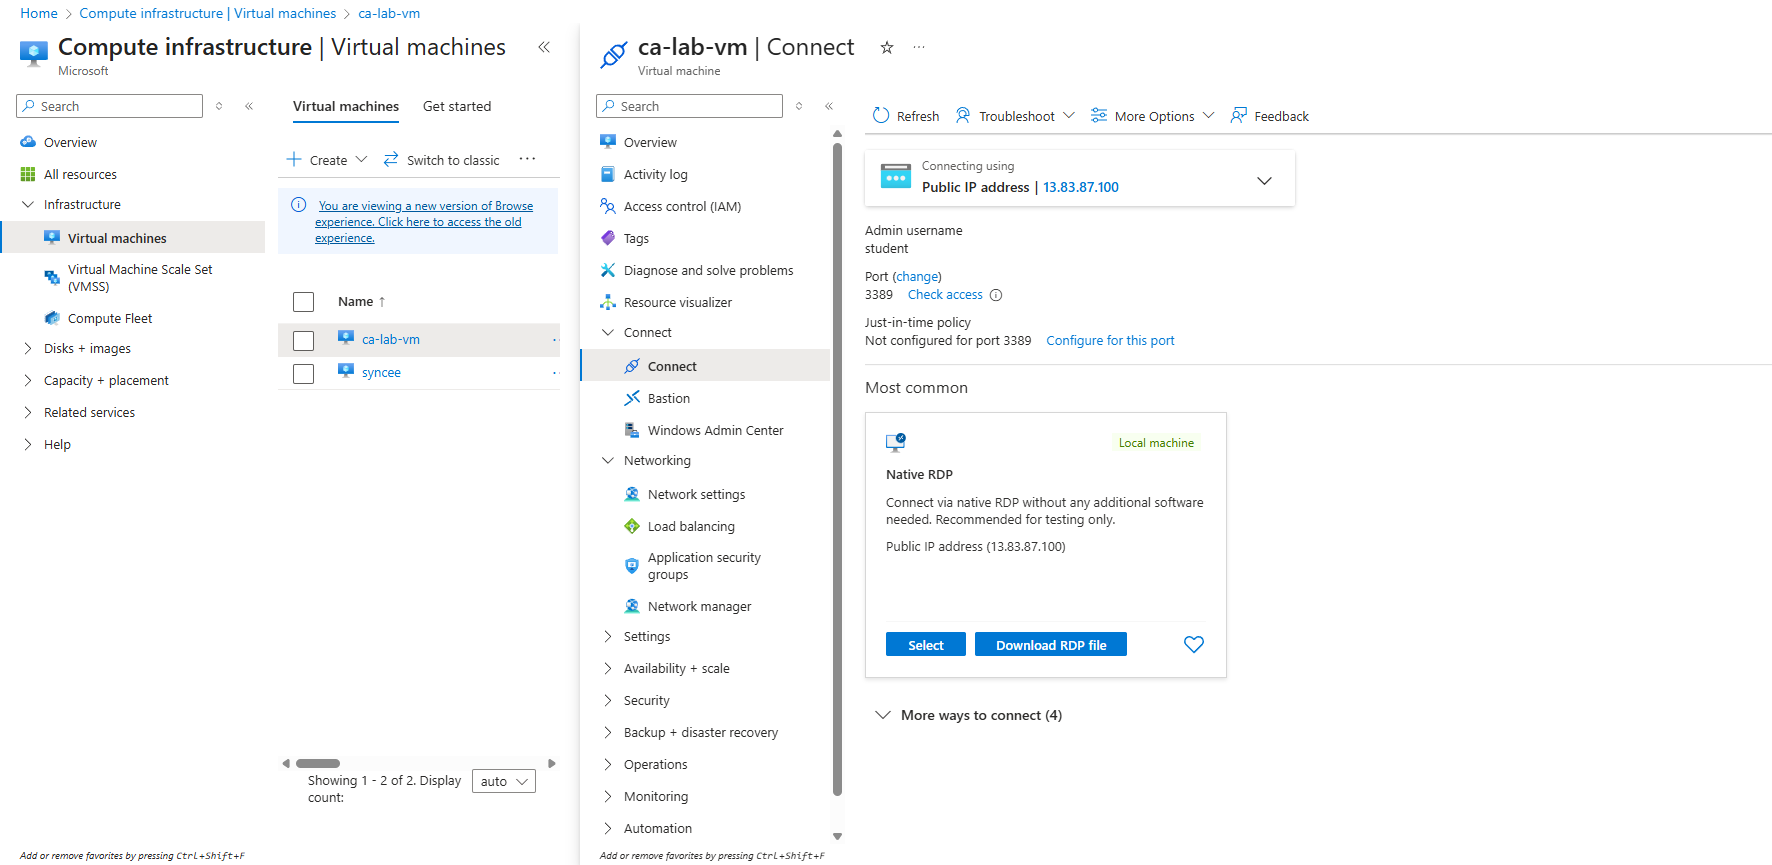 Home > Compute infrastructure | Virtual machines > ca-lab-vm
Compute infrastructure | Virtual machines
Microsoft
Search
Overview
All resources
Infrastructure
Virtual machines
Virtual Machine Scale Set
(VMSS)
Compute Fleet
Disks + images
Capacity + placement
Related services
Help
Add or remove favorites by pressing Ctrl+Shift+F
Virtual machines Get started
Create Switch to classic ···
You are viewing a new version of Browse
experience. Click here to access the old
experience.
Name ↑
ca-lab-vm
syncee
Showing 1 - 2 of 2. Display
count:
auto
ca-lab-vm | Connect
Virtual machine
Search
Overview
Activity log
Access control (IAM)
Tags
Diagnose and solve problems
Resource visualizer
Connect
Connect
Bastion
Windows Admin Center
Networking
Network settings
Load balancing
Application security
groups
Network manager
Settings
Availability + scale
Security
Backup + disaster recovery
Operations
Monitoring
Automation
Add or remove favorites by pressing Ctrl+Shift+F
Refresh Troubleshoot More Options Feedback
Connecting using
Public IP address | 13.83.87.100
Admin username
student
Port (change)
3389 Check access
Just-in-time policy
Not configured for port 3389 Configure for this port
Most common
Local machine
Native RDP
Connect via native RDP without any additional software
needed. Recommended for testing only.
Public IP address (13.83.87.100)
Select Download RDP file
More ways to connect (4)